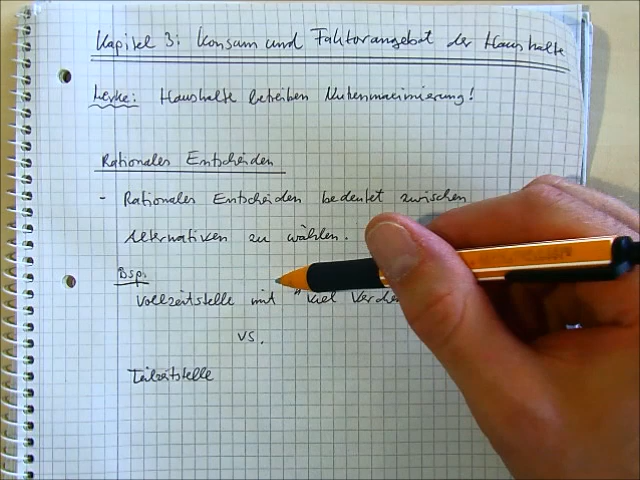 Kapitel 3: Konsum und Faktorangebot der Haushalte
Merke: Haushalte betreiben Nutzenmaximierung!
Rationales Entscheiden
- Rationales Entscheiden bedeutet zwischen
Alternativen zu wählen.
Bsp.
Vollzeitstelle mit "Viel
vs.
Teilzeitstelle